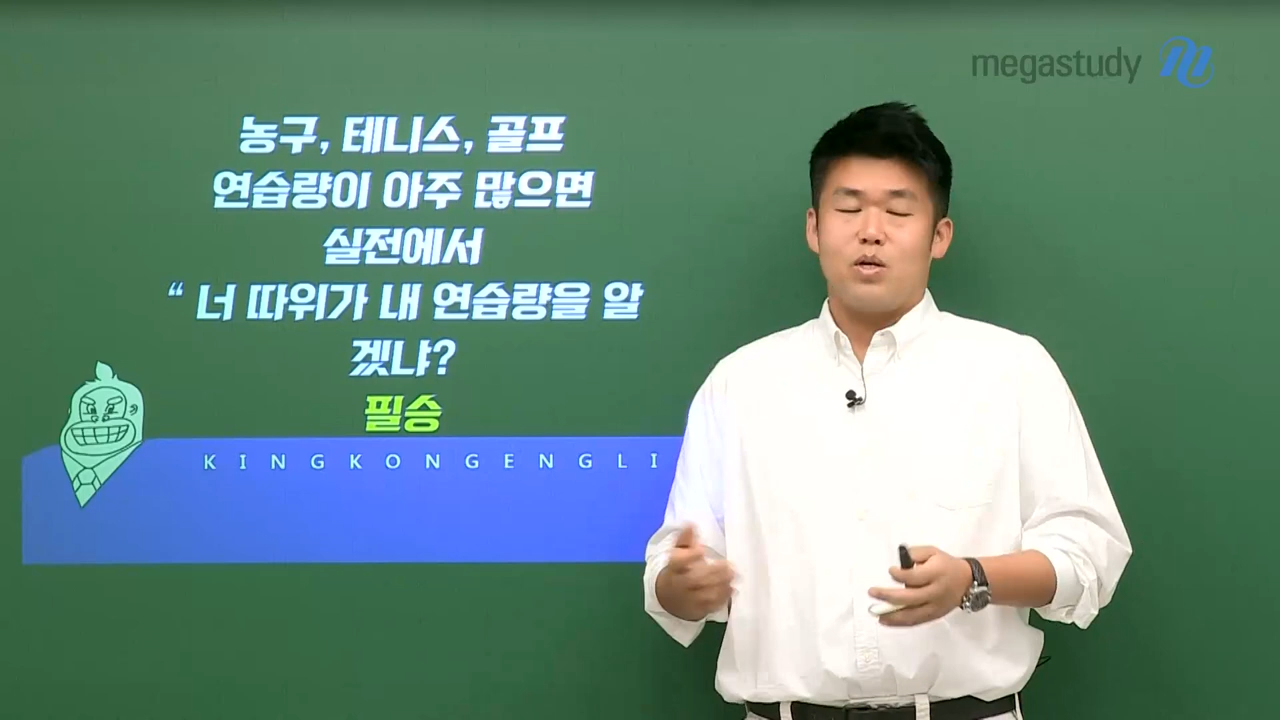 megastudy
농구, 테니스, 골프
연습량이 아주 많으면
실전에서
“ 너 따위가 내 연습량을 알
겠냐?
필승
KINGKONGENGLI